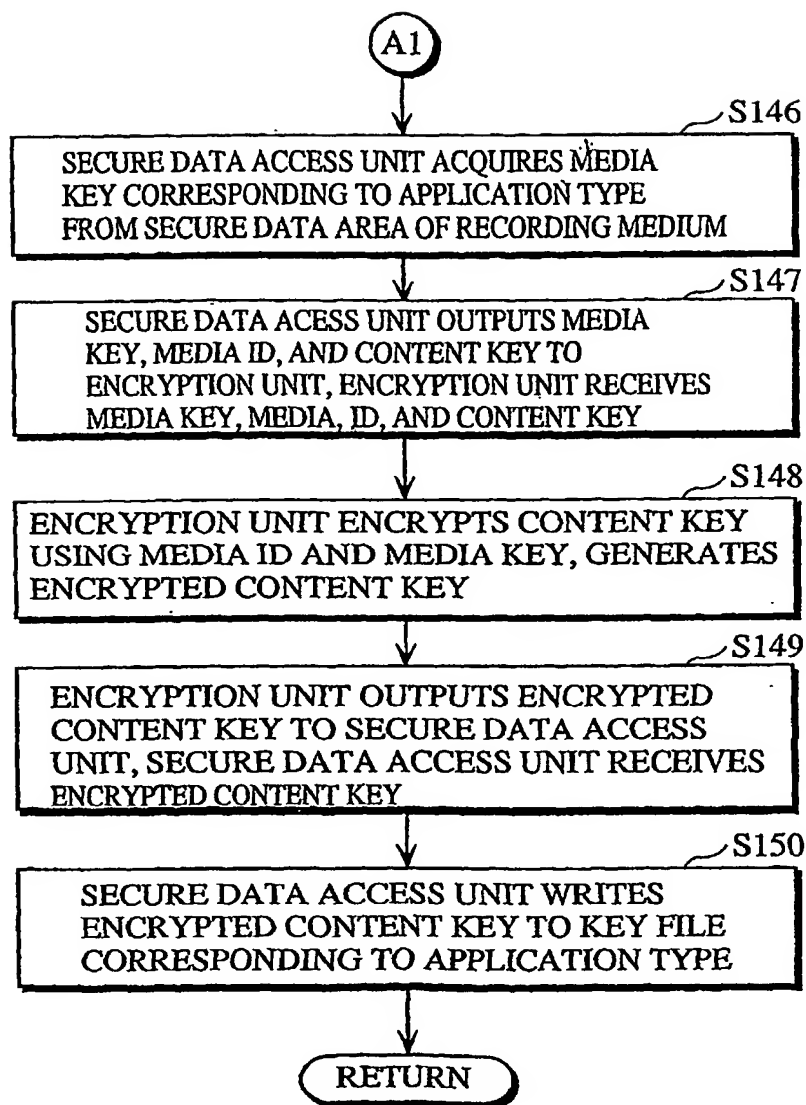 A1
S146
SECURE DATA ACCESS UNIT ACQUIRES MEDIA
KEY CORRESPONDING TO APPLICATION TYPE
FROM SECURE DATA AREA OF RECORDING MEDIUM
S147
SECURE DATA ACESS UNIT OUTPUTS MEDIA
KEY, MEDIA ID, AND CONTENT KEY TO
ENCRYPTION UNIT, ENCRYPTION UNIT RECEIVES
MEDIA KEY, MEDIA, ID, AND CONTENT KEY
S148
ENCRYPTION UNIT ENCRYPTS CONTENT KEY
USING MEDIA ID AND MEDIA KEY, GENERATES
ENCRYPTED CONTENT KEY
S149
ENCRYPTION UNIT OUTPUTS ENCRYPTED
CONTENT KEY TO SECURE DATA ACCESS
UNIT, SECURE DATA ACCESS UNIT RECEIVES
ENCRYPTED CONTENT KEY
S150
SECURE DATA ACCESS UNIT WRITES
ENCRYPTED CONTENT KEY TO KEY FILE
CORRESPONDING TO APPLICATION TYPE
RETURN